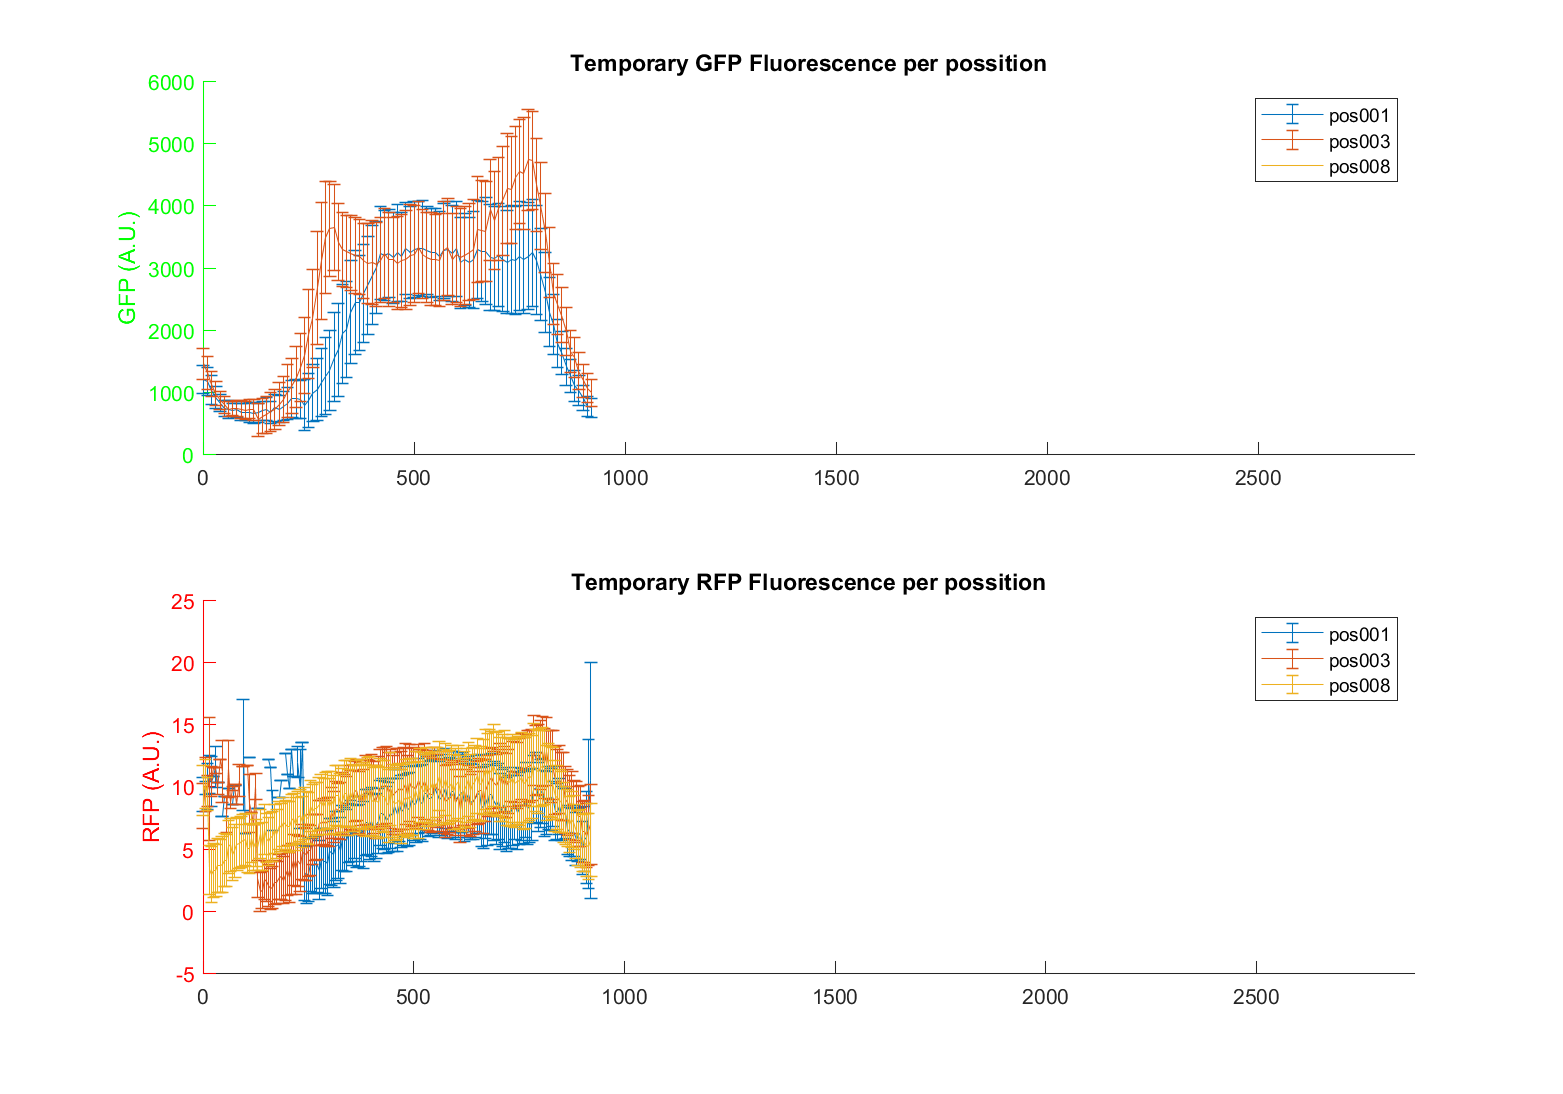 Temporary GFP Fluorescence per possition
6000
5000
4000
3000
2000
1000
0
GFP (A.U.)
0 500 1000 1500 2000 2500
pos001
pos003
pos008
Temporary RFP Fluorescence per possition
25
20
15
10
5
0
-5
RFP (A.U.)
0 500 1000 1500 2000 2500
pos001
pos003
pos008